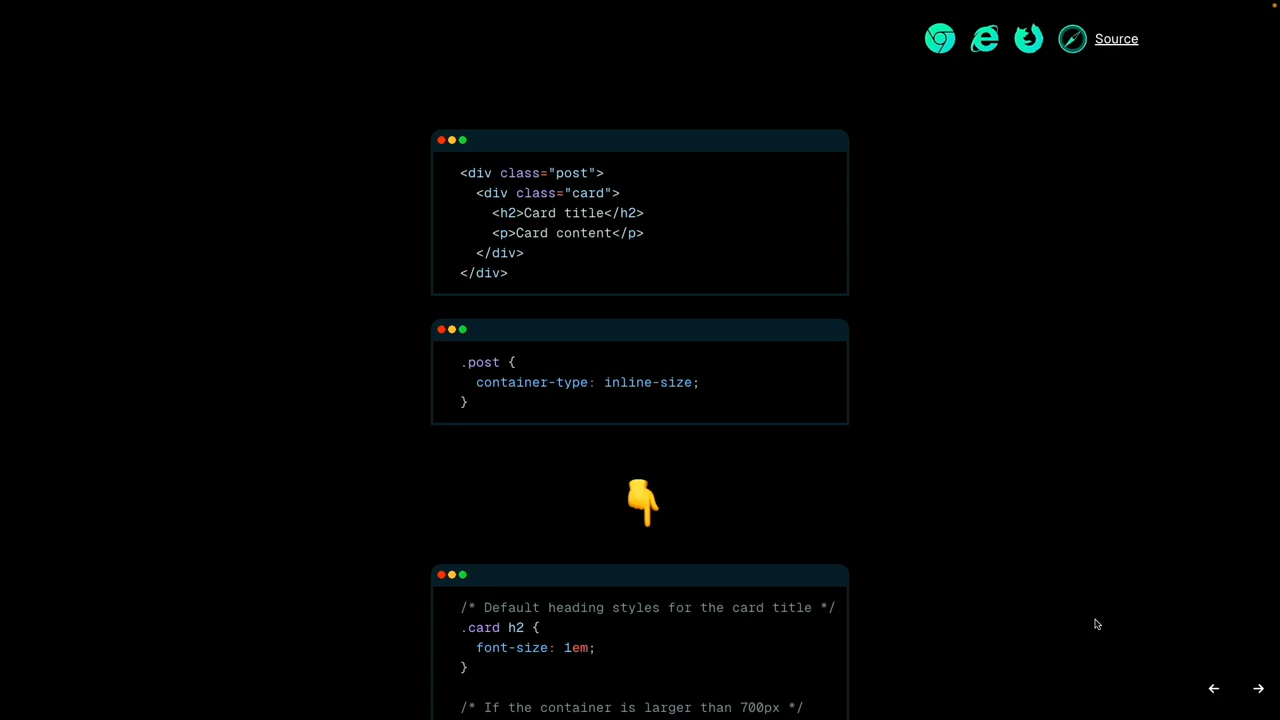 Source
<div class="post">
  <div class="card">
    <h2>Card title</h2>
    <p>Card content</p>
  </div>
</div>
.post {
  container-type: inline-size;
}
/* Default heading styles for the card title */
.card h2 {
  font-size: 1em;
}
/* If the container is larger than 700px */